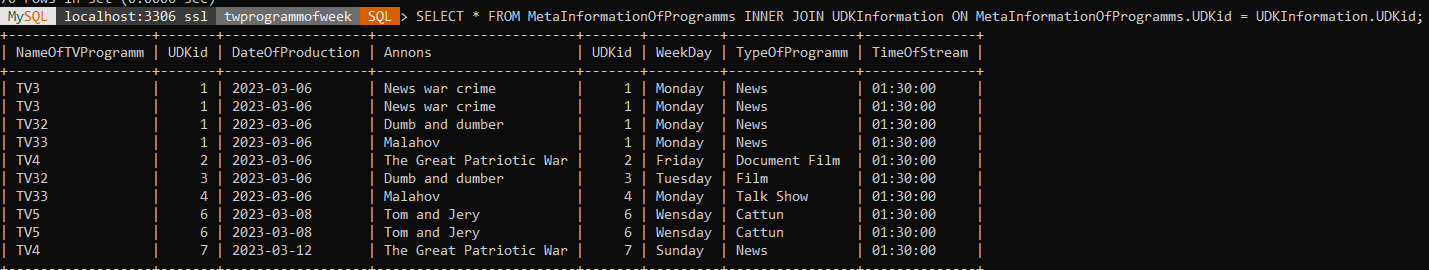 70 rows in set (0.0000 sec)
MySQL localhost:3306 ssl twprogrammofweek SQL > SELECT * FROM MetaInformationOfProgramms INNER JOIN UDKInformation ON MetaInformationOfProgramms.UDKid = UDKInformation.UDKid;
+-----------------+-------+------------------+-------------------------+-------+---------+----------------+--------------+
| NameOfTVProgramm | UDKid | DateOfProduction | Annons | UDKid | WeekDay | TypeOfProgramm | TimeOfStream |
+-----------------+-------+------------------+-------------------------+-------+---------+----------------+--------------+
| TV3 | 1 | 2023-03-06 | News war crime | 1 | Monday | News | 01:30:00 |
| TV3 | 1 | 2023-03-06 | News war crime | 1 | Monday | News | 01:30:00 |
| TV32 | 1 | 2023-03-06 | Dumb and dumber | 1 | Monday | News | 01:30:00 |
| TV33 | 1 | 2023-03-06 | Malahov | 1 | Monday | News | 01:30:00 |
| TV4 | 2 | 2023-03-06 | The Great Patriotic War | 2 | Friday | Document Film | 01:30:00 |
| TV32 | 3 | 2023-03-06 | Dumb and dumber | 3 | Tuesday | Film | 01:30:00 |
| TV33 | 4 | 2023-03-06 | Malahov | 4 | Monday | Talk Show | 01:30:00 |
| TV5 | 6 | 2023-03-08 | Tom and Jery | 6 | Wensday | Cattun | 01:30:00 |
| TV5 | 6 | 2023-03-08 | Tom and Jery | 6 | Wensday | Cattun | 01:30:00 |
| TV4 | 7 | 2023-03-12 | The Great Patriotic War | 7 | Sunday | News | 01:30:00 |
+-----------------+-------+------------------+-------------------------+-------+---------+----------------+--------------+